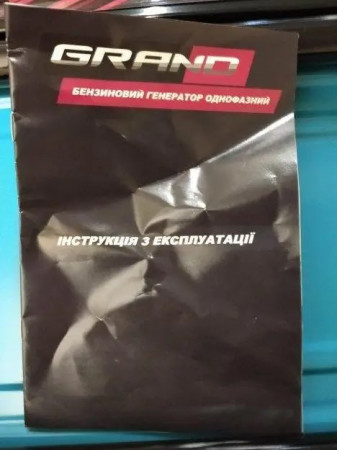 GRAND
БЕНЗИНОВИЙ ГЕНЕРАТОР ОДНОФАЗНИЙ
ІНСТРУКЦІЯ З ЕКСПЛУАТАЦІЇ